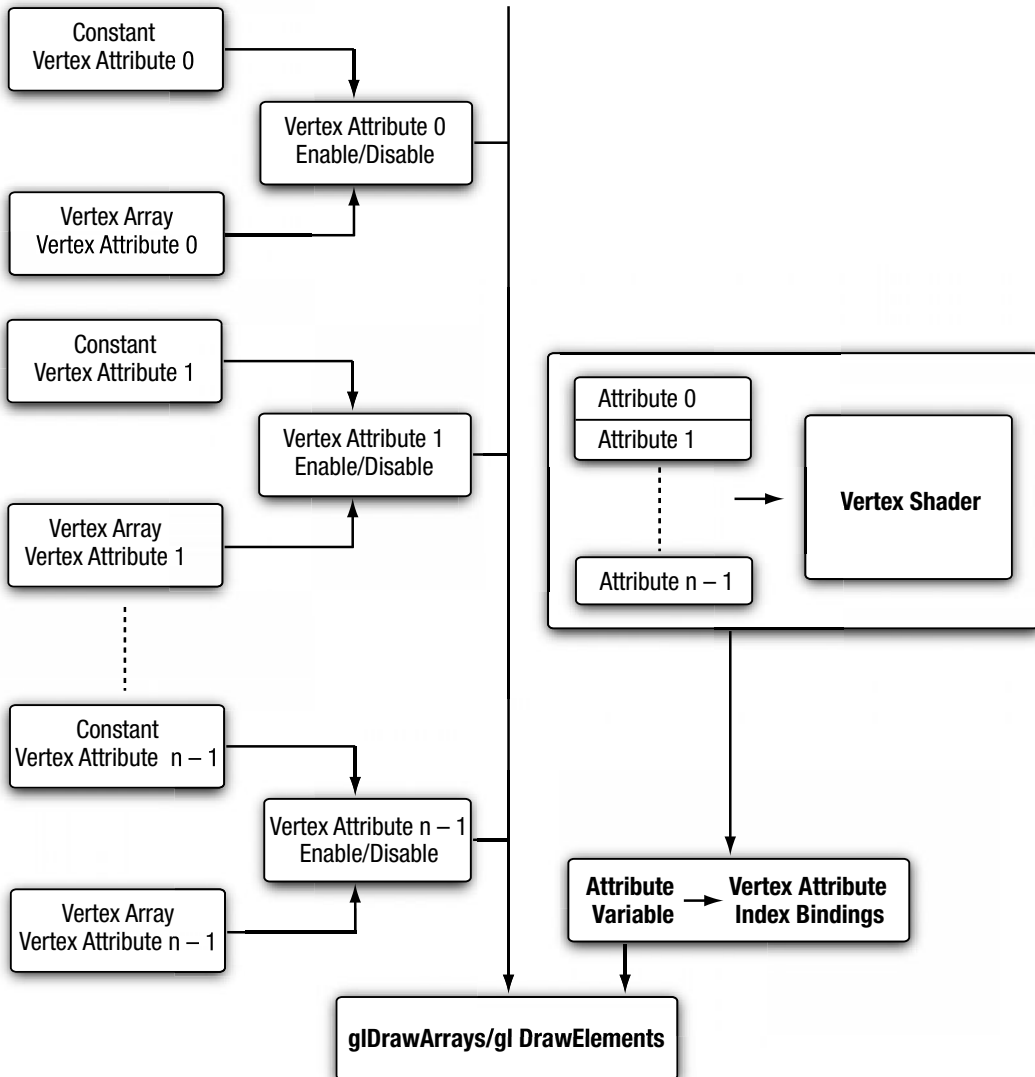 Constant
Vertex Attribute 0
Vertex Attribute 0
Enable/Disable
Vertex Array
Vertex Attribute 0
Constant
Vertex Attribute 1
Vertex Attribute 1
Enable/Disable
Vertex Array
Vertex Attribute 1
Constant
Vertex Attribute n – 1
Vertex Attribute n – 1
Enable/Disable
Vertex Array
Vertex Attribute n – 1
Attribute 0
Attribute 1
Attribute n – 1
Vertex Shader
Attribute
Variable
Vertex Attribute
Index Bindings
glDrawArrays/gl DrawElements